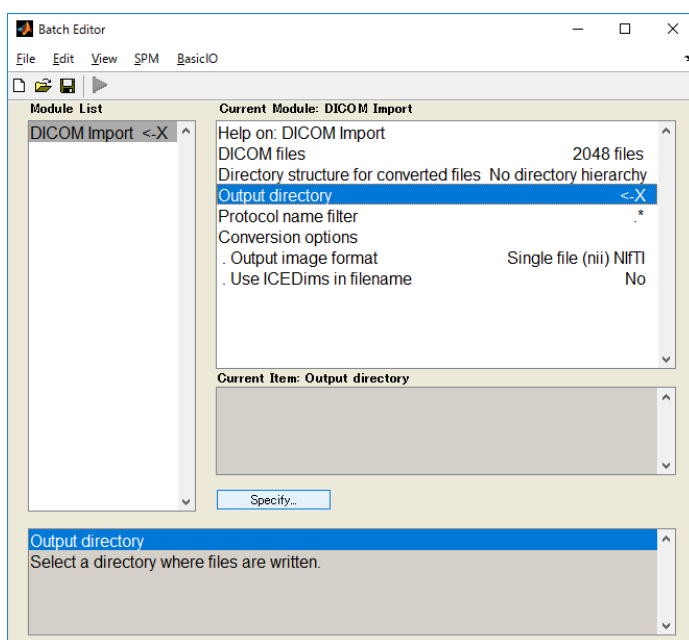 Batch Editor
File Edit View SPM BasicIO
Module List
DICOM Import <-X
Current Module: DICOM Import
Help on: DICOM Import
DICOM files 2048 files
Directory structure for converted files No directory hierarchy
Output directory <-X
Protocol name filter .*
Conversion options
. Output image format Single file (nii) NIfTI
. Use ICEDims in filename No
Current Item: Output directory
Specify...
Output directory
Select a directory where files are written.